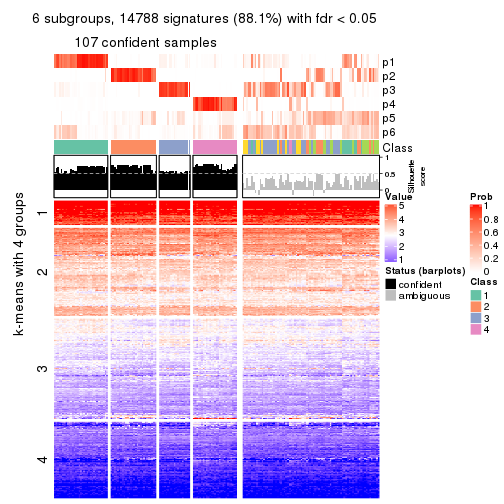 6 subgroups, 14788 signatures (88.1%) with fdr < 0.05
107 confident samples
p1
p2
p3
p4
p5
p6
Class
1
0.5
0
Silhouette
score
k-means with 4 groups
1
2
3
4
Value
5
4
3
2
1
Status (barplots)
confident
ambiguous
Prob
1
0.8
0.6
0.4
0.2
0
Class
1
2
3
4